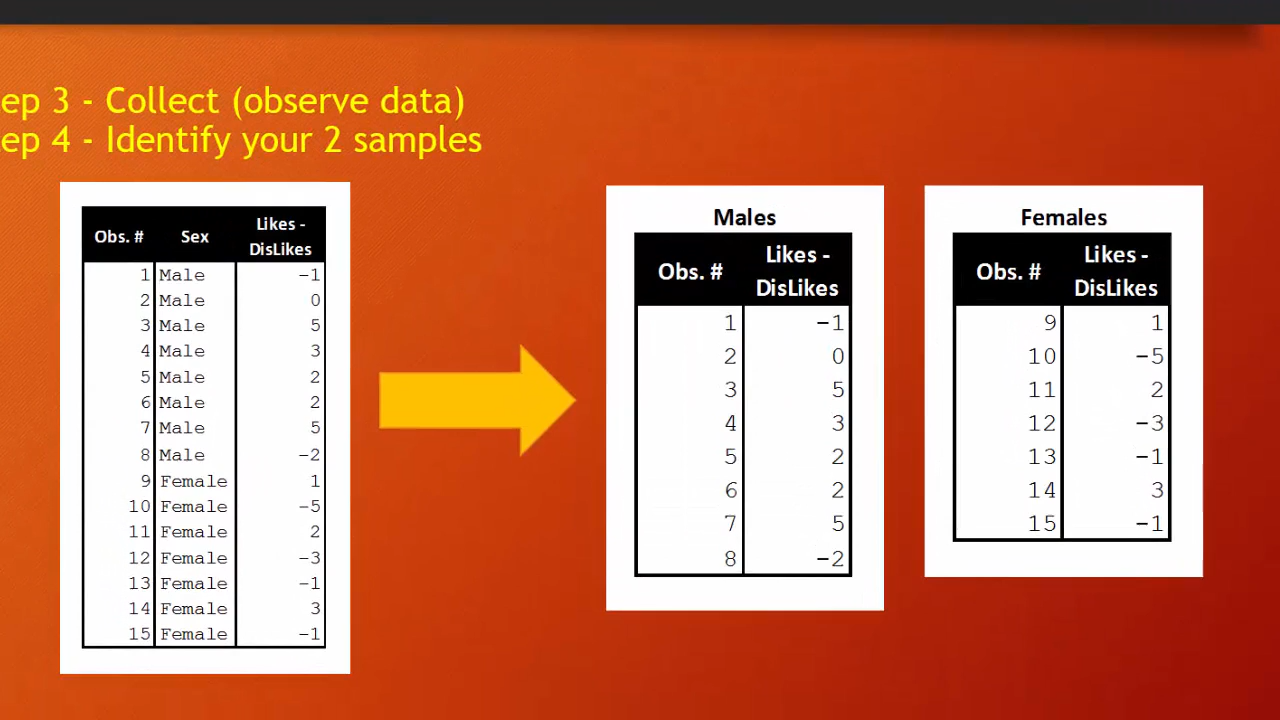 ep 3 - Collect (observe data)
ep 4 - Identify your 2 samples
Obs. # Sex Likes - DisLikes
1 Male −1
2 Male 0
3 Male 5
4 Male 3
5 Male 2
6 Male 2
7 Male 5
8 Male −2
9 Female 1
10 Female −5
11 Female 2
12 Female −3
13 Female −1
14 Female 3
15 Female −1
Males
Obs. # Likes - DisLikes
1 −1
2 0
3 5
4 3
5 2
6 2
7 5
8 −2
Females
Obs. # Likes - DisLikes
9 1
10 −5
11 2
12 −3
13 −1
14 3
15 −1